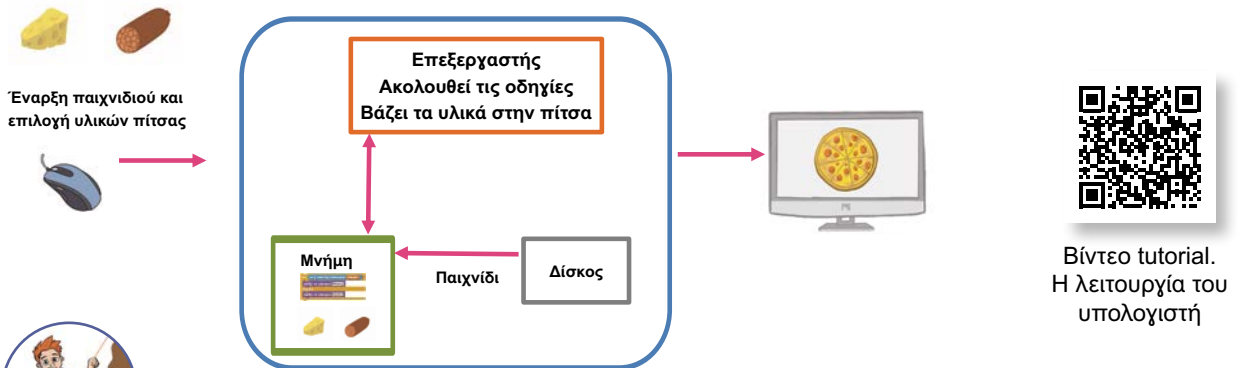 Έναρξη παιχνιδιού και
επιλογή υλικών πίτσας
Επεξεργαστής
Ακολουθεί τις οδηγίες
Βάζει τα υλικά στην πίτσα
Μνήμη
Παιχνίδι
Δίσκος
Βίντεο tutorial.
Η λειτουργία του
υπολογιστή